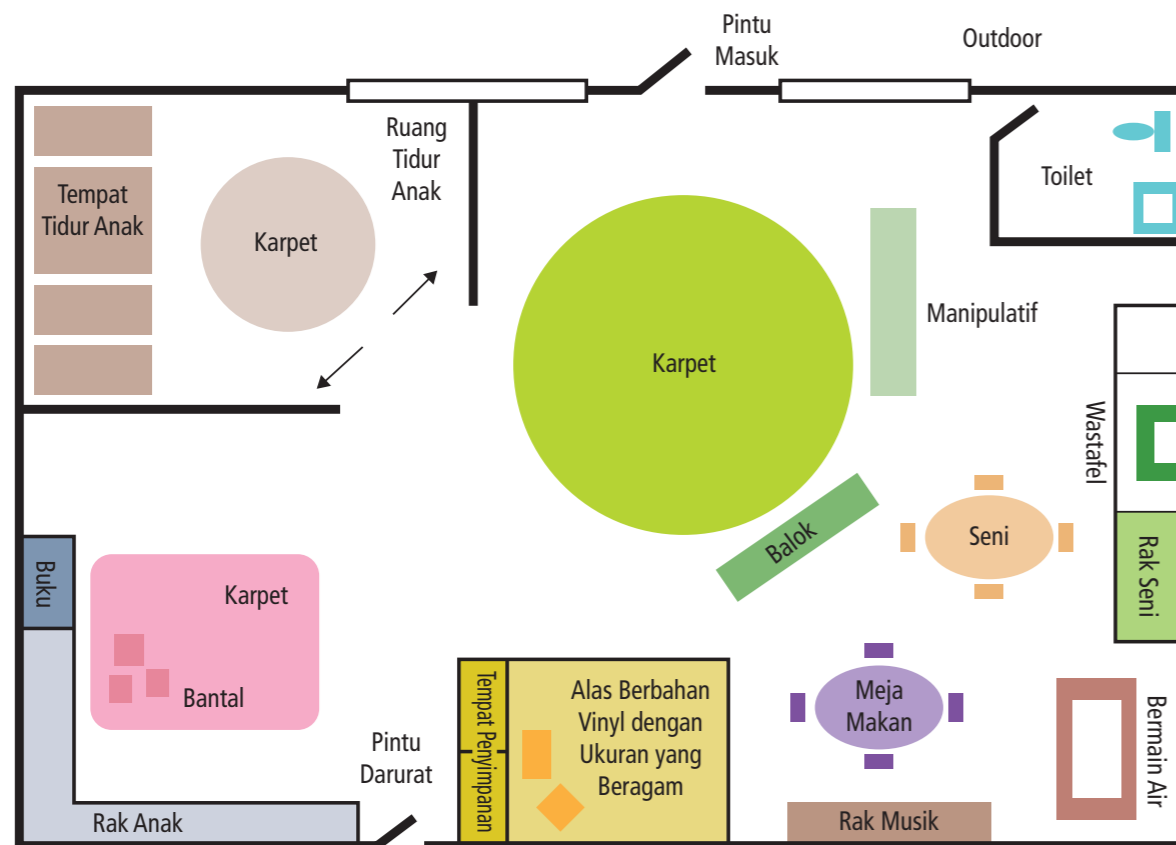 Pintu
Masuk
Outdoor
Ruang
Tidur
Anak
Tempat
Tidur Anak
Karpet
Toilet
Karpet
Manipulatif
Wastafel
Seni
Balok
Rak Seni
Buku
Karpet
Bantal
Pintu
Darurat
Tempat Penyimpanan
Alas Berbahan
Vinyl dengan
Ukuran yang
Beragam
Meja
Makan
Bermain Air
Rak Anak
Rak Musik